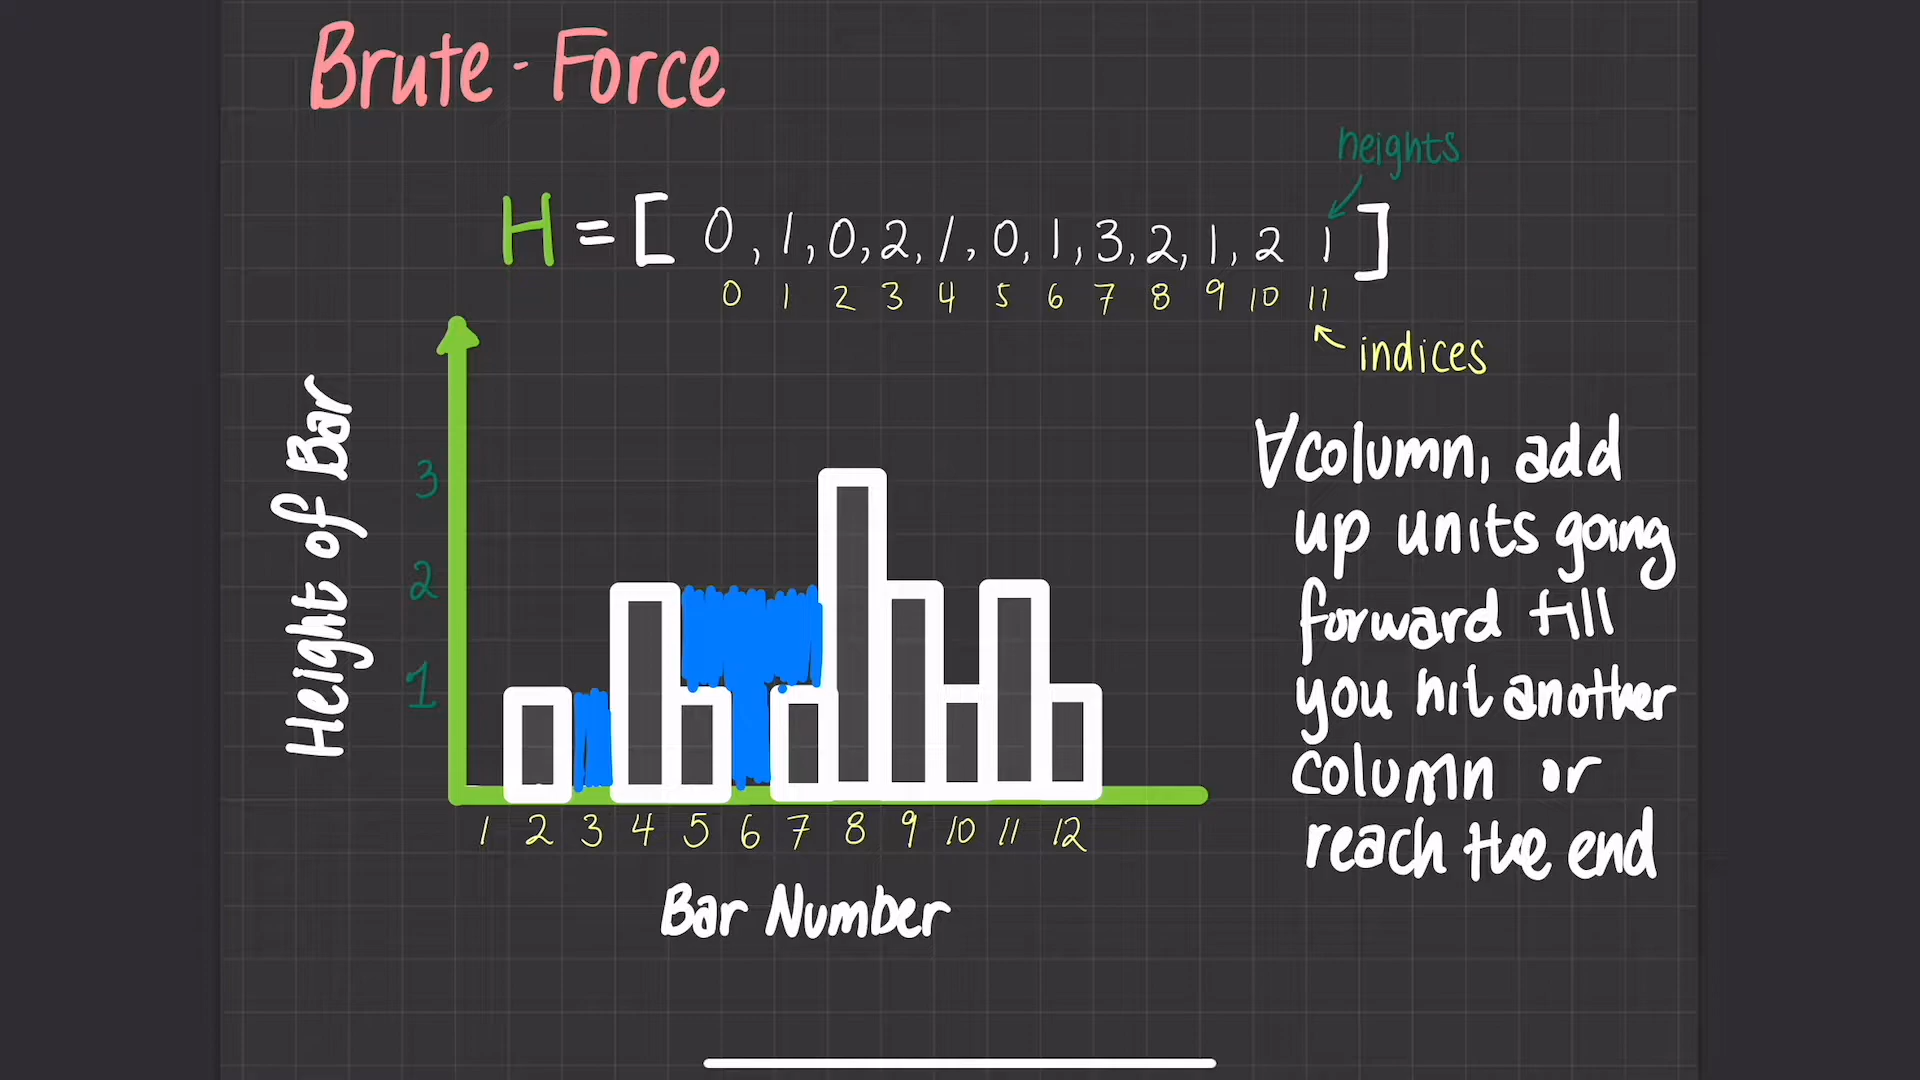 Brute-Force
heights
H = [ 0, 1, 0, 2, 1, 0, 1, 3, 2, 1, 2 1 ]
0 1 2 3 4 5 6 7 8 9 10 11
indices
Height of Bar
3
2
1
∀column, add
up units going
forward till
you hit another
column or
reach the end
1 2 3 4 5 6 7 8 9 10 11 12
Bar Number